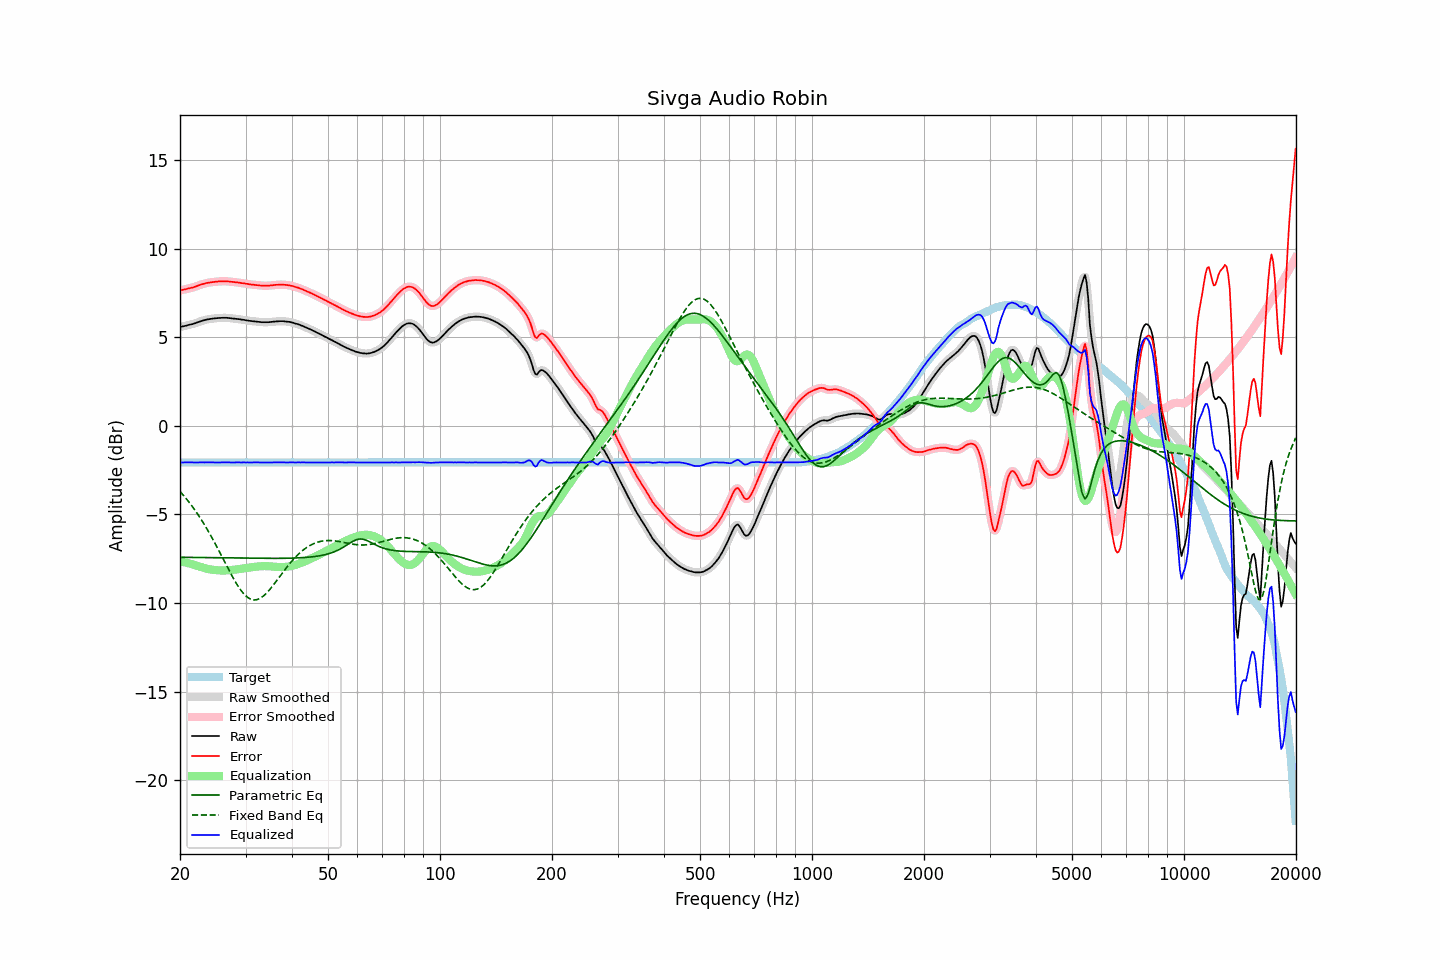 Sivga Audio Robin
Amplitude (dBr)
15
10
5
0
−5
−10
−15
−20
Target
Raw Smoothed
Error Smoothed
Raw
Error
Equalization
Parametric Eq
Fixed Band Eq
Equalized
20 50 100 200 500 1000 2000 5000 10000 20000
Frequency (Hz)